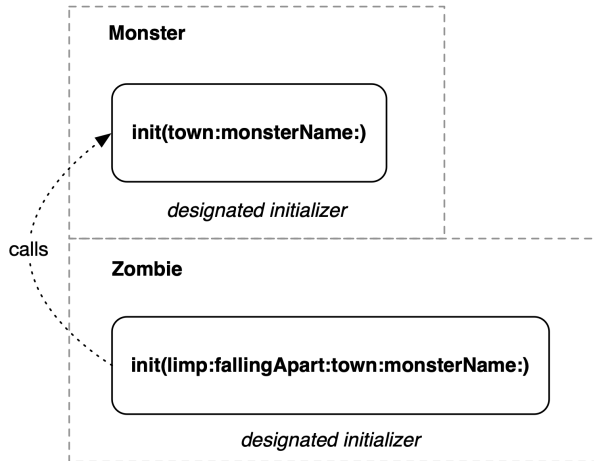 Monster
init(town:monsterName:)
designated initializer
calls
Zombie
init(limp:fallingApart:town:monsterName:)
designated initializer